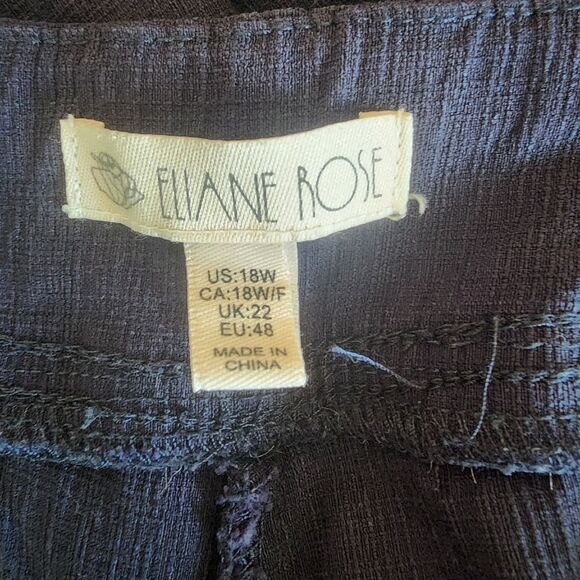 ELIANE ROSE
US:18W
CA:18W/F
UK:22
EU:48
MADE IN
CHINA